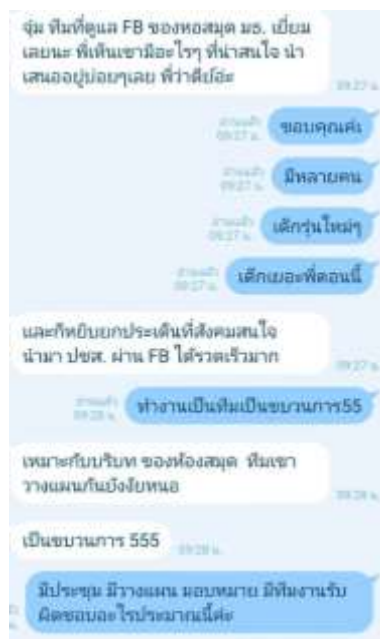 จุ๋ม ทีมที่ดูแล FB ของหอสมุด มธ. เยี่ยม
เลยนะ พี่เห็นเขามีอะไรๆ ที่น่าสนใจ นำ
เสนออยู่บ่อยๆเลย พี่ว่าดีย์อ่ะ
09:27 น.
อ่านแล้ว
09:27 น.
ขอบคุณค่ะ
อ่านแล้ว
09:27 น.
มีหลายคน
อ่านแล้ว
09:27 น.
เด็กรุ่นใหม่ๆ
อ่านแล้ว
09:27 น.
เด็กเยอะพี่ตอนนี้
และก็หยิบยกประเด็นที่สังคมสนใจ
นำมา ปชส. ผ่าน FB ได้รวดเร็วมาก
09:27 น.
อ่านแล้ว
09:28 น.
ทำงานเป็นทีมเป็นขบวนการ55
เหมาะกับบริบท ของห้องสมุด ทีมเขา
วางแผนกันยังงัยหนอ
09:28 น.
เป็นขบวนการ 555
09:28 น.
มีประชุม มีวางแผน มอบหมาย มีทีมงานรับ
ผิดชอบอะไรประมาณนี้ค่ะ